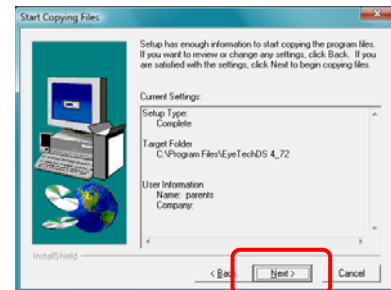 Start Copying Files
Setup has enough information to start copying the program files.
If you want to review or change any settings, click Back. If you
are satisfied with the settings, click Next to begin copying files.
Current Settings:
Setup Type:
Complete
Target Folder
C:\Program Files\EyeTechDS 4_72
User Information
Name: parents
Company:
InstallShield
< Back
Next >
Cancel